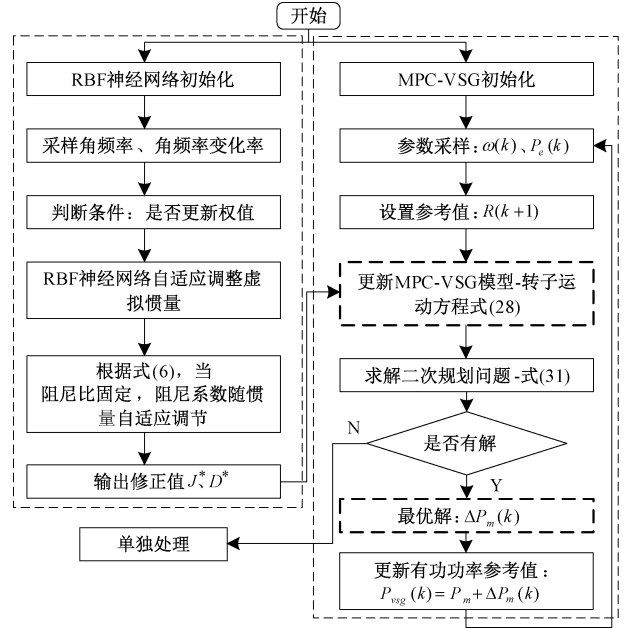 开始
RBF神经网络初始化
采样角频率、角频率变化率
判断条件：是否更新权值
RBF神经网络自适应调整虚
拟惯量
根据式(6)，当
阻尼比固定，阻尼系数随惯
量自适应调节
输出修正值J*、D*
单独处理
MPC-VSG初始化
参数采样：ω(k)、Pe(k)
设置参考值：R(k+1)
更新MPC-VSG模型-转子运
动方程式(28)
求解二次规划问题-式(31)
N
是否有解
Y
最优解：ΔPm(k)
更新有功功率参考值：
Pvsg(k)=Pm+ΔPm(k)